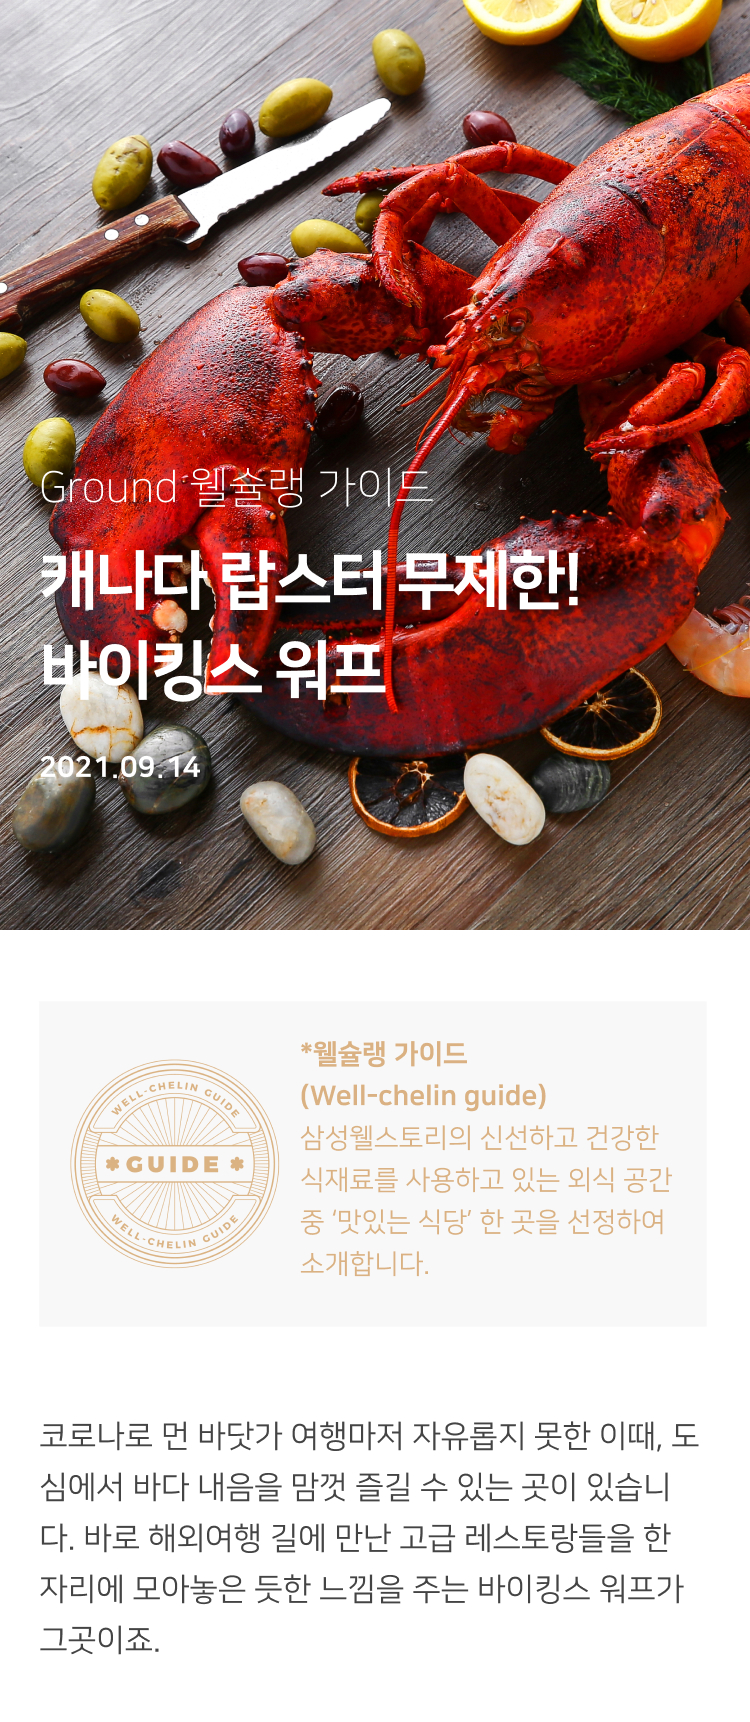 Ground 웰슐랭 가이드
캐나다 랍스터 무제한!
바이킹스 워프
2021.09.14
WELL-CHELIN GUIDE
GUIDE
WELL-CHELIN GUIDE
*웰슐랭 가이드
(Well-chelin guide)
삼성웰스토리의 신선하고 건강한
식재료를 사용하고 있는 외식 공간
중 ‘맛있는 식당’ 한 곳을 선정하여
소개합니다.
코로나로 먼 바닷가 여행마저 자유롭지 못한 이때, 도
심에서 바다 내음을 맘껏 즐길 수 있는 곳이 있습니
다. 바로 해외여행 길에 만난 고급 레스토랑들을 한
자리에 모아놓은 듯한 느낌을 주는 바이킹스 워프가
그곳이죠.